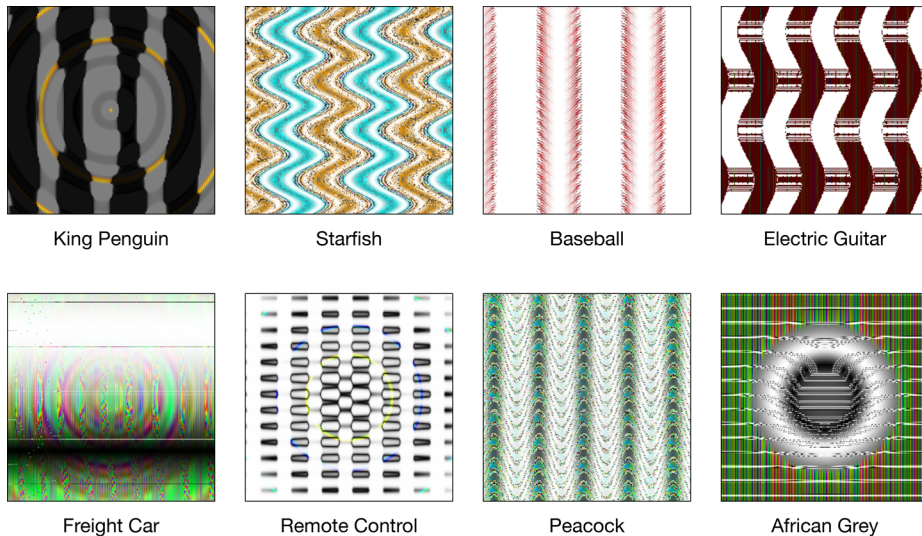 King Penguin
Starfish
Baseball
Electric Guitar
Freight Car
Remote Control
Peacock
African Grey